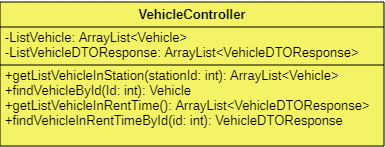 VehicleController
-ListVehicle: ArrayList<Vehicle>
-ListVehicleDTOResponse: ArrayList<VehicleDTOResponse>
+getListVehicleInStation(stationId: int): ArrayList<Vehicle>
+findVehicleById(Id: int): Vehicle
+getListVehicleInRentTime(): ArrayList<VehicleDTOResponse>
+findVehicleInRentTimeById(id: int): VehicleDTOResponse